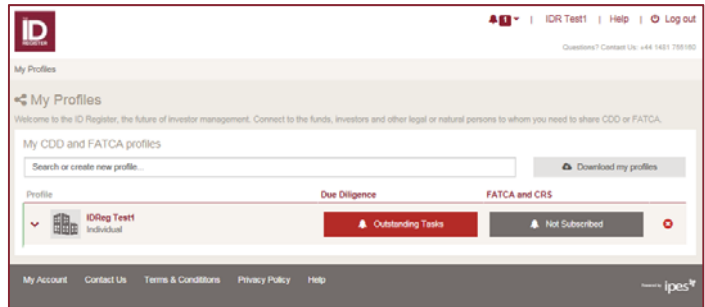 ID
REGISTER
1 | IDR Test1 | Help | Log out
Questions? Contact Us: +44 1481 755160
My Profiles
My Profiles
Welcome to the ID Register, the future of investor management. Connect to the funds, investors and other legal or natural persons to whom you need to share CDD or FATCA.
My CDD and FATCA profiles
Search or create new profile...
Download my profiles
Profile Due Diligence FATCA and CRS
IDReg Test1
Individual
Outstanding Tasks
Not Subscribed
My Account Contact Us Terms & Conditions Privacy Policy Help
Powered by ipes